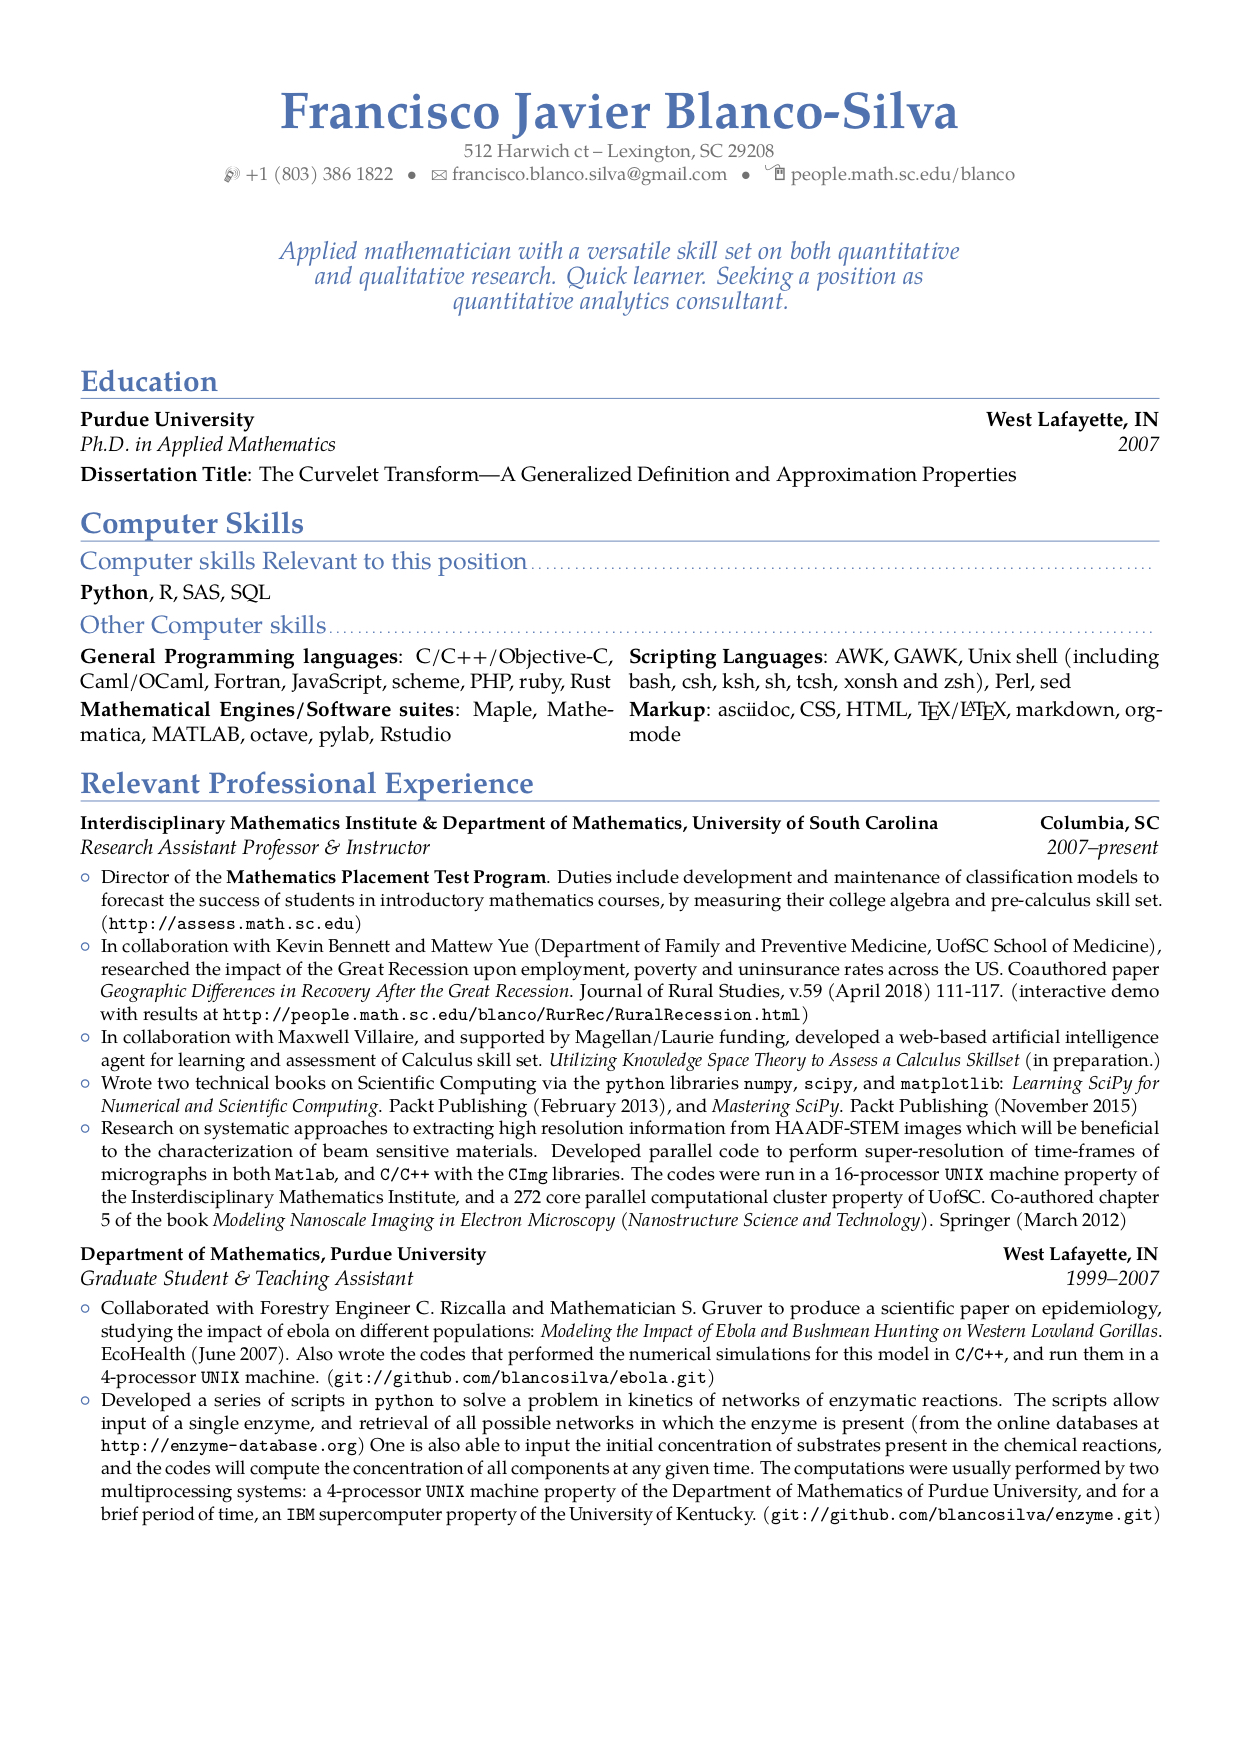 Francisco Javier Blanco-Silva
512 Harwich ct – Lexington, SC 29208
+1 (803) 386 1822 • francisco.blanco.silva@gmail.com • people.math.sc.edu/blanco
Applied mathematician with a versatile skill set on both quantitative
and qualitative research. Quick learner. Seeking a position as
quantitative analytics consultant.
Education
Purdue University West Lafayette, IN
Ph.D. in Applied Mathematics 2007
Dissertation Title: The Curvelet Transform—A Generalized Definition and Approximation Properties
Computer Skills
Computer skills Relevant to this position
Python, R, SAS, SQL
Other Computer skills
General Programming languages: C/C++/Objective-C,
Caml/OCaml, Fortran, JavaScript, scheme, PHP, ruby, Rust
Mathematical Engines/Software suites: Maple, Mathe-
matica, MATLAB, octave, pylab, Rstudio
Scripting Languages: AWK, GAWK, Unix shell (including
bash, csh, ksh, sh, tcsh, xonsh and zsh), Perl, sed
Markup: asciidoc, CSS, HTML, TEX/LATEX, markdown, org-
mode
Relevant Professional Experience
Interdisciplinary Mathematics Institute & Department of Mathematics, University of South Carolina Columbia, SC
Research Assistant Professor & Instructor 2007–present
Director of the Mathematics Placement Test Program. Duties include development and maintenance of classification models to
forecast the success of students in introductory mathematics courses, by measuring their college algebra and pre-calculus skill set.
(http://assess.math.sc.edu)
In collaboration with Kevin Bennett and Mattew Yue (Department of Family and Preventive Medicine, UofSC School of Medicine),
researched the impact of the Great Recession upon employment, poverty and uninsurance rates across the US. Coauthored paper
Geographic Differences in Recovery After the Great Recession. Journal of Rural Studies, v.59 (April 2018) 111-117. (interactive demo
with results at http://people.math.sc.edu/blanco/RurRec/RuralRecession.html)
In collaboration with Maxwell Villaire, and supported by Magellan/Laurie funding, developed a web-based artificial intelligence
agent for learning and assessment of Calculus skill set. Utilizing Knowledge Space Theory to Assess a Calculus Skillset (in preparation.)
Wrote two technical books on Scientific Computing via the python libraries numpy, scipy, and matplotlib: Learning SciPy for
Numerical and Scientific Computing. Packt Publishing (February 2013), and Mastering SciPy. Packt Publishing (November 2015)
Research on systematic approaches to extracting high resolution information from HAADF-STEM images which will be beneficial
to the characterization of beam sensitive materials. Developed parallel code to perform super-resolution of time-frames of
micrographs in both Matlab, and C/C++ with the CImg libraries. The codes were run in a 16-processor UNIX machine property of
the Insterdisciplinary Mathematics Institute, and a 272 core parallel computational cluster property of UofSC. Co-authored chapter
5 of the book Modeling Nanoscale Imaging in Electron Microscopy (Nanostructure Science and Technology). Springer (March 2012)
Department of Mathematics, Purdue University West Lafayette, IN
Graduate Student & Teaching Assistant 1999–2007
Collaborated with Forestry Engineer C. Rizcalla and Mathematician S. Gruver to produce a scientific paper on epidemiology,
studying the impact of ebola on different populations: Modeling the Impact of Ebola and Bushmean Hunting on Western Lowland Gorillas.
EcoHealth (June 2007). Also wrote the codes that performed the numerical simulations for this model in C/C++, and run them in a
4-processor UNIX machine. (git://github.com/blancosilva/ebola.git)
Developed a series of scripts in python to solve a problem in kinetics of networks of enzymatic reactions. The scripts allow
input of a single enzyme, and retrieval of all possible networks in which the enzyme is present (from the online databases at
http://enzyme-database.org) One is also able to input the initial concentration of substrates present in the chemical reactions,
and the codes will compute the concentration of all components at any given time. The computations were usually performed by two
multiprocessing systems: a 4-processor UNIX machine property of the Department of Mathematics of Purdue University, and for a
brief period of time, an IBM supercomputer property of the University of Kentucky. (git://github.com/blancosilva/enzyme.git)